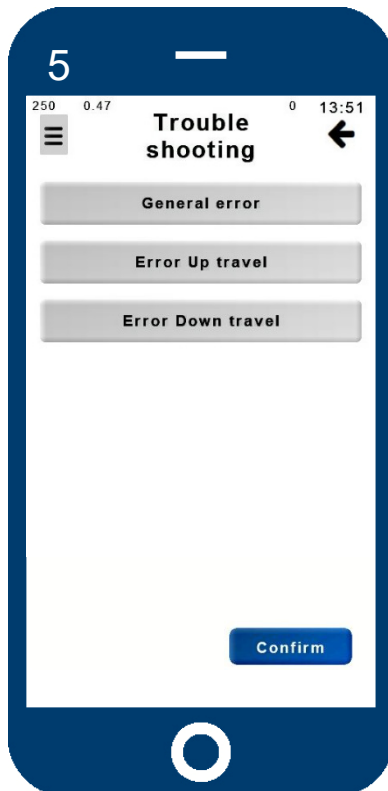 5
250 0.47 0 13:51
Trouble
shooting
General error
Error Up travel
Error Down travel
Confirm